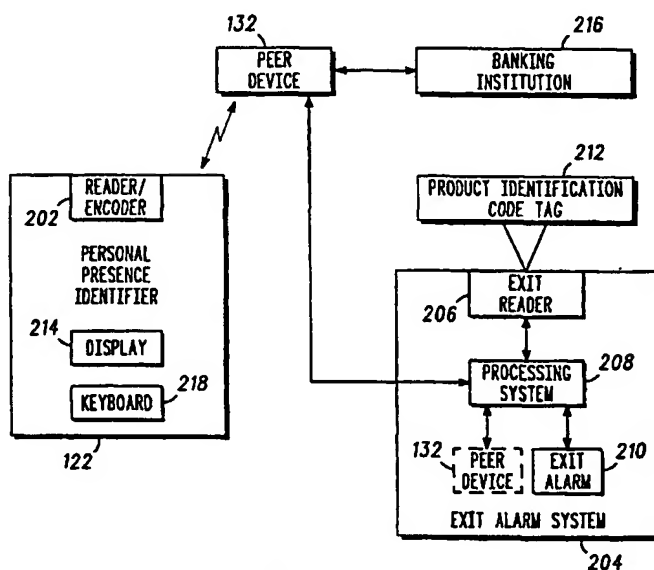 132
PEER
DEVICE
216
BANKING
INSTITUTION
212
PRODUCT IDENTIFICATION
CODE TAG
READER/
ENCODER
202
PERSONAL
PRESENCE
IDENTIFIER
214
DISPLAY
KEYBOARD
218
122
EXIT
READER
206
PROCESSING
SYSTEM
208
132
PEER
DEVICE
EXIT
ALARM
210
EXIT ALARM SYSTEM
204